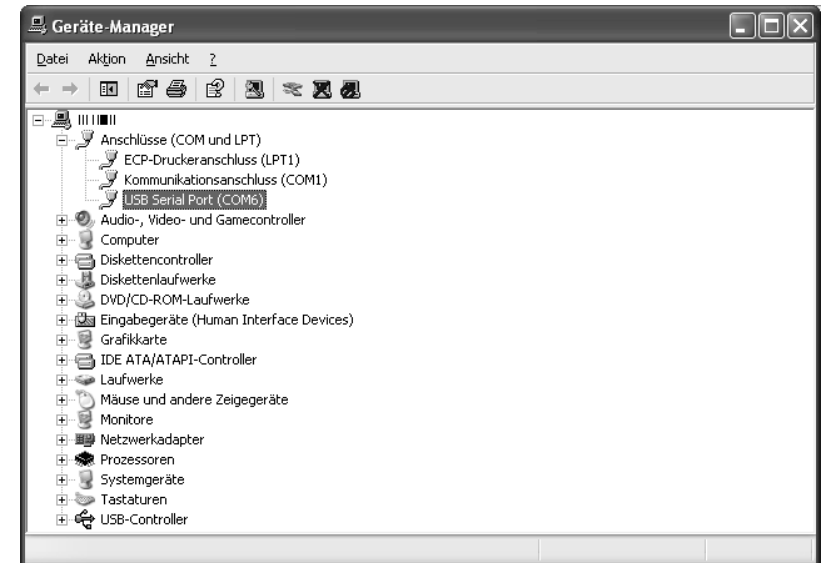 Geräte-Manager
Datei Aktion Ansicht ?
Anschlüsse (COM und LPT)
ECP-Druckeranschluss (LPT1)
Kommunikationsanschluss (COM1)
USB Serial Port (COM6)
Audio-, Video- und Gamecontroller
Computer
Diskettencontroller
Diskettenlaufwerke
DVD/CD-ROM-Laufwerke
Eingabegeräte (Human Interface Devices)
Grafikkarte
IDE ATA/ATAPI-Controller
Laufwerke
Mäuse und andere Zeigegeräte
Monitore
Netzwerkadapter
Prozessoren
Systemgeräte
Tastaturen
USB-Controller